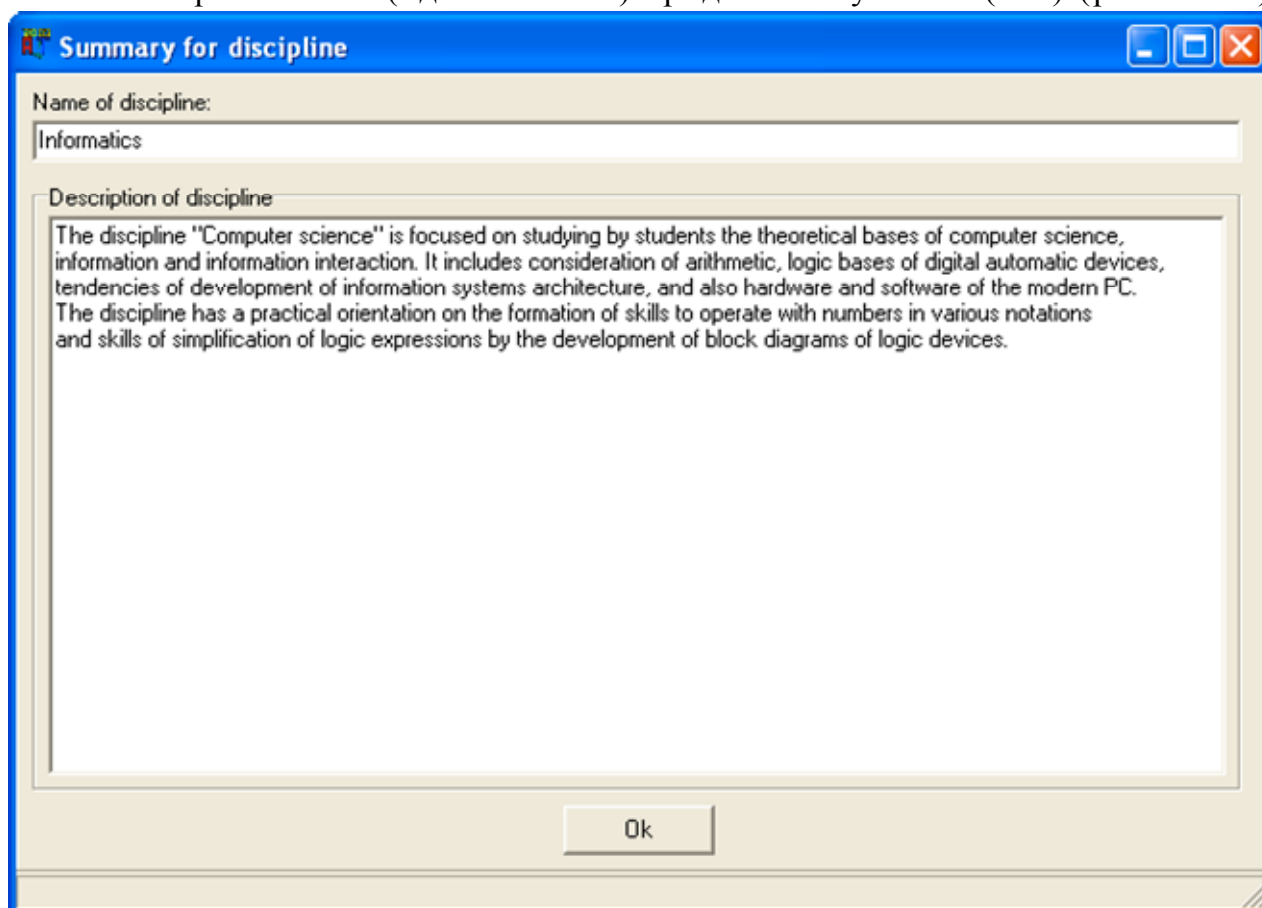 Summary for discipline
Name of discipline:
Informatics
Description of discipline
The discipline "Computer science" is focused on studying by students the theoretical bases of computer science,
information and information interaction. It includes consideration of arithmetic, logic bases of digital automatic devices,
tendencies of development of information systems architecture, and also hardware and software of the modern PC.
The discipline has a practical orientation on the formation of skills to operate with numbers in various notations
and skills of simplification of logic expressions by the development of block diagrams of logic devices.
Ok